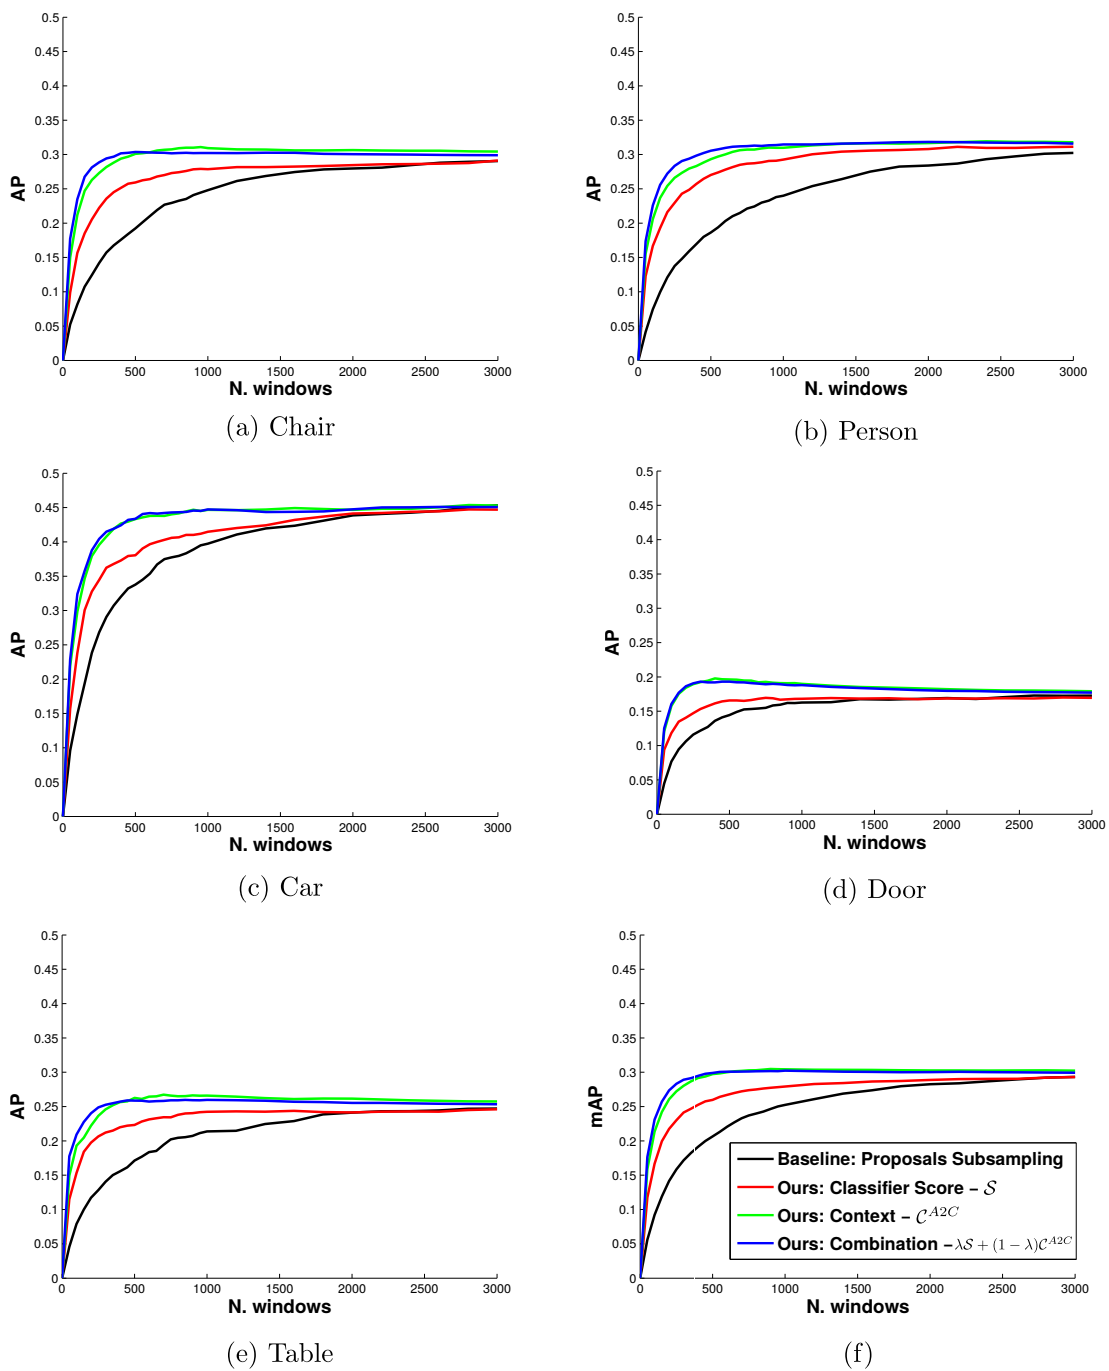 0.5
0.45
0.4
0.35
0.3
0.25
0.2
0.15
0.1
0.05
0
AP
0 500 1000 1500 2000 2500 3000
N. windows
(a) Chair
0.5
0.45
0.4
0.35
0.3
0.25
0.2
0.15
0.1
0.05
0
AP
0 500 1000 1500 2000 2500 3000
N. windows
(b) Person
0.5
0.45
0.4
0.35
0.3
0.25
0.2
0.15
0.1
0.05
0
AP
0 500 1000 1500 2000 2500 3000
N. windows
(c) Car
0.5
0.45
0.4
0.35
0.3
0.25
0.2
0.15
0.1
0.05
0
AP
0 500 1000 1500 2000 2500 3000
N. windows
(d) Door
0.5
0.45
0.4
0.35
0.3
0.25
0.2
0.15
0.1
0.05
0
AP
0 500 1000 1500 2000 2500 3000
N. windows
(e) Table
0.5
0.45
0.4
0.35
0.3
0.25
0.2
0.15
0.1
0.05
0
mAP
Baseline: Proposals Subsampling
Ours: Classifier Score – 𝒮
Ours: Context – 𝒞^{A2C}
Ours: Combination –λ𝒮 + (1 − λ)𝒞^{A2C}
0 500 1000 1500 2000 2500 3000
N. windows
(f)